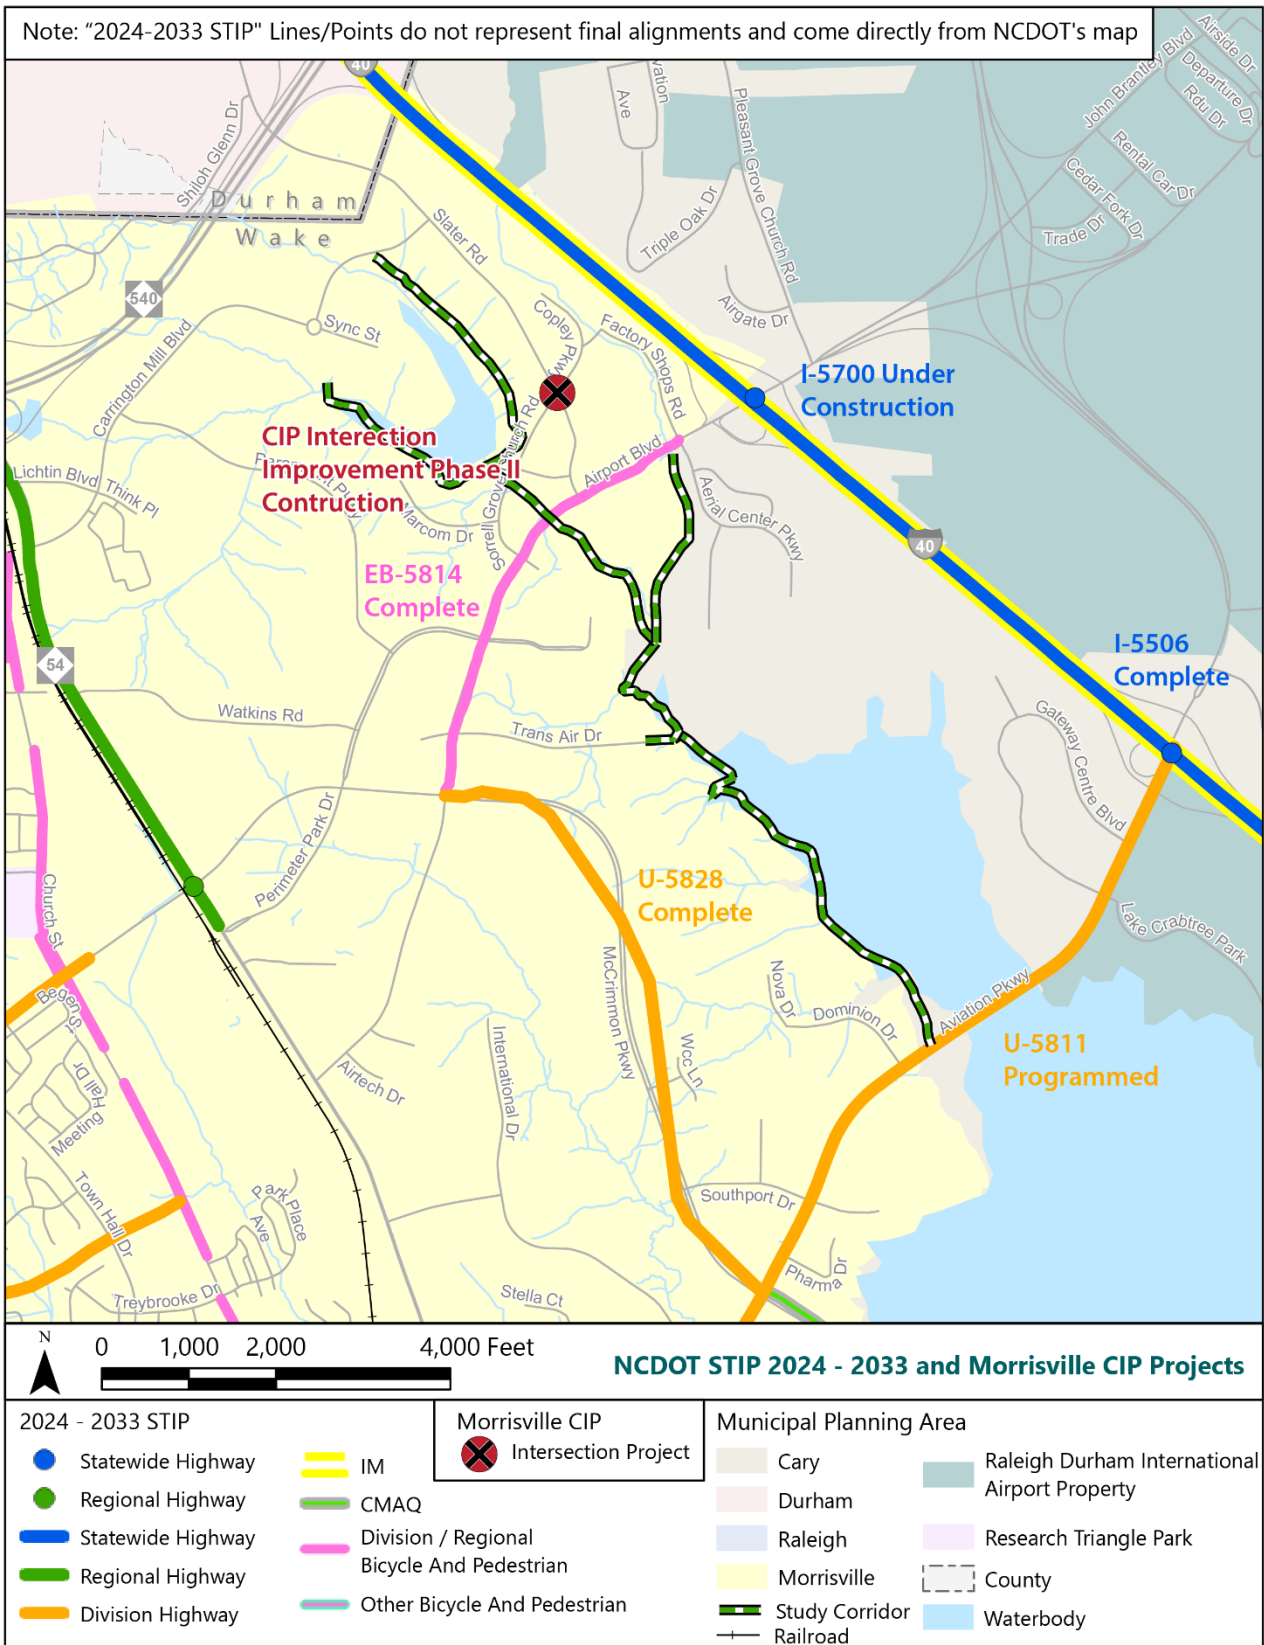 Note: “2024-2033 STIP" Lines/Points do not represent final alignments and come directly from NCDOT's map
40
Ave
vation
Pleasant Grove Church Rd
John Brantley Blvd
Airside Dr
Departure Dr
Rdu Dr
Rental Car Dr
Cedar Fork Dr
Trade Dr
Shiloh Glenn Dr
Durham
Wake
Slater Rd
Triple Oak Dr
540
Sync St
Copley Pkwy
Factory Shops Rd
Airgate Dr
Carrington Mill Blvd
I-5700 Under
Construction
CIP Interection
Improvement Phase II
Contruction
Church Rd
Sorrell Grove
Airport Blvd
Lichtin Blvd
Think Pl
Marcom Dr
Aerial Center Pkwy
40
EB-5814
Complete
I-5506
Complete
54
Watkins Rd
Trans Air Dr
Gateway Centre Blvd
Perimeter Park Dr
U-5828
Complete
Church St
Lake Crabtree Park
McCrimmon Pkwy
Nova Dr
Dominion Dr
Aviation Pkwy
Begen St
International Dr
Wcc Ln
U-5811
Programmed
Airtech Dr
Hall Dr
Meeting
Town Hall Dr
Park Place
Ave
Southport Dr
Pharma Dr
Treybrooke Dr
Stella Ct
N
0 1,000 2,000 4,000 Feet
NCDOT STIP 2024 - 2033 and Morrisville CIP Projects
2024 - 2033 STIP
Statewide Highway
Regional Highway
Statewide Highway
Regional Highway
Division Highway
IM
CMAQ
Division / Regional
Bicycle And Pedestrian
Other Bicycle And Pedestrian
Morrisville CIP
Intersection Project
Municipal Planning Area
Cary
Durham
Raleigh
Morrisville
Study Corridor
Railroad
Raleigh Durham International
Airport Property
Research Triangle Park
County
Waterbody